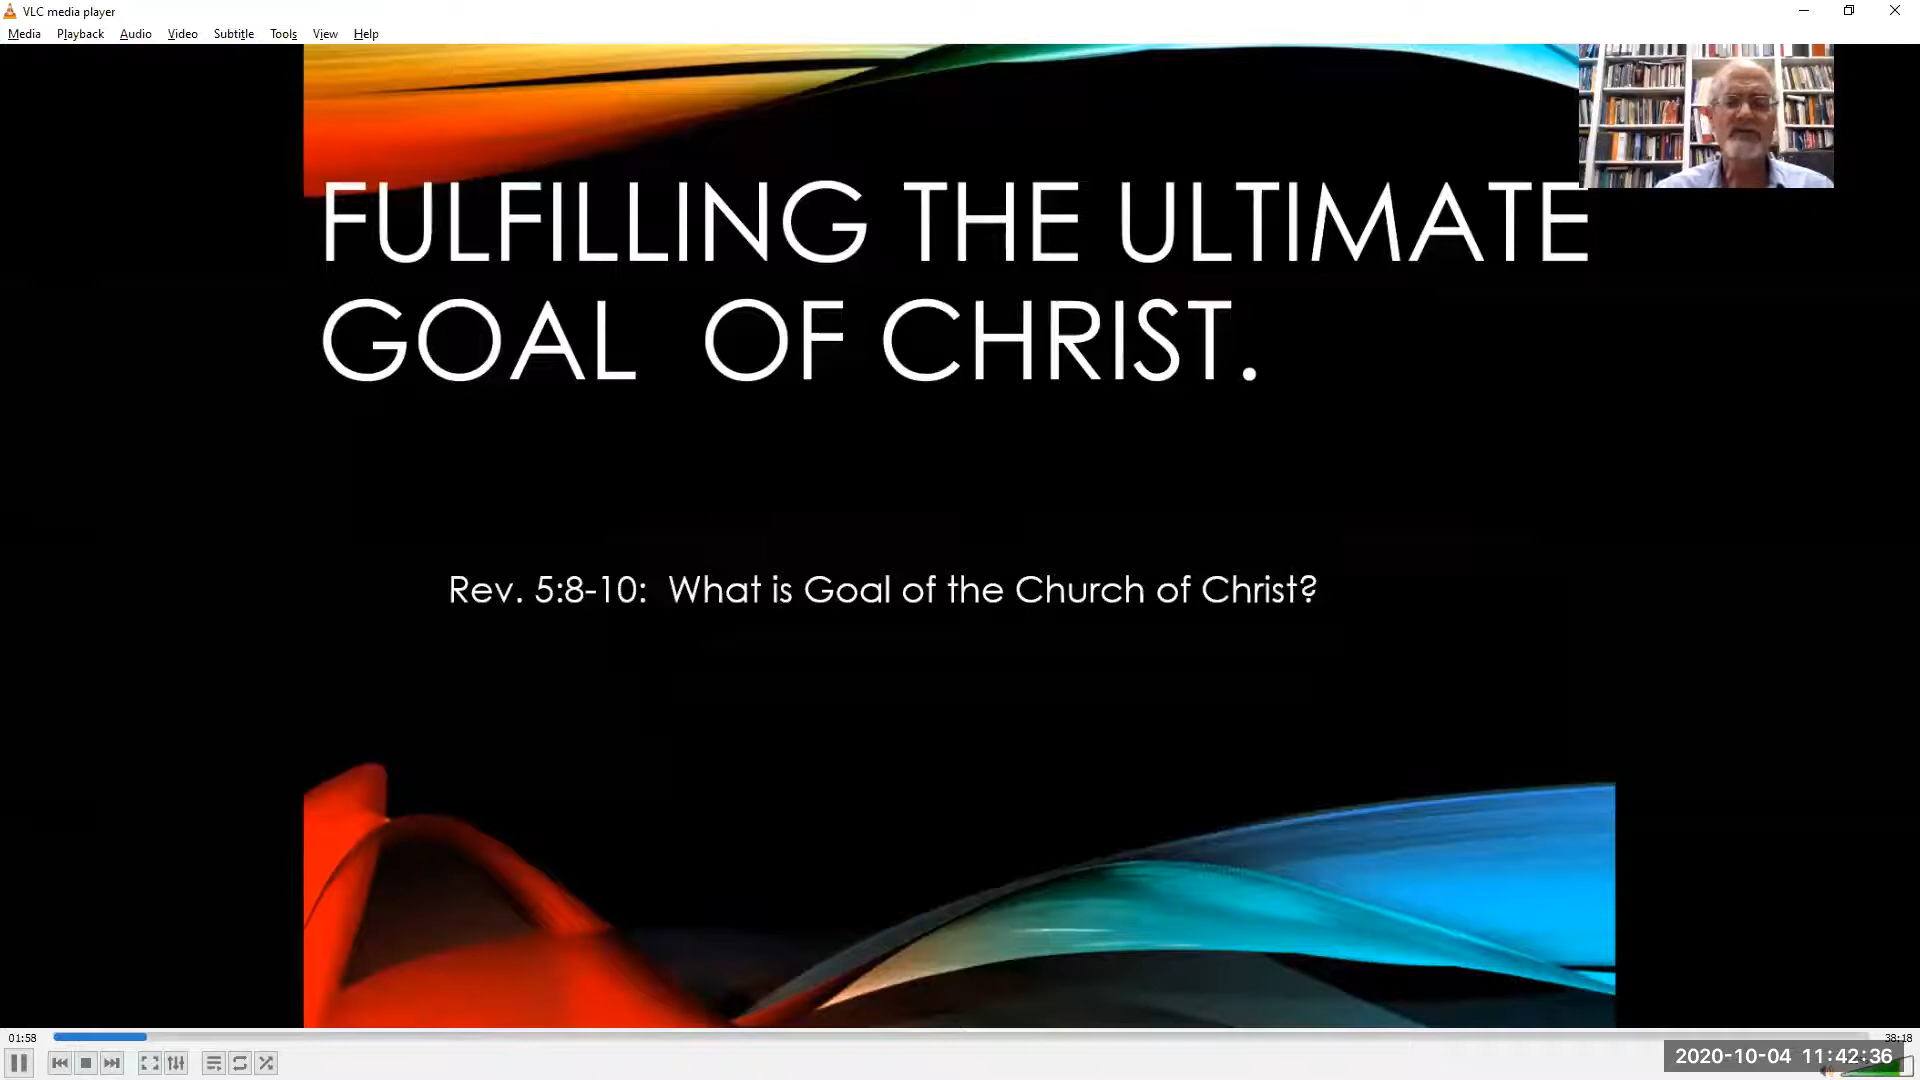 VLC media player
Media Playback Audio Video Subtitle Tools View Help
FULFILLING THE ULTIMATE
GOAL OF CHRIST.
Rev. 5:8-10: What is Goal of the Church of Christ?
01:58
38:18
2020-10-04 11:42:36